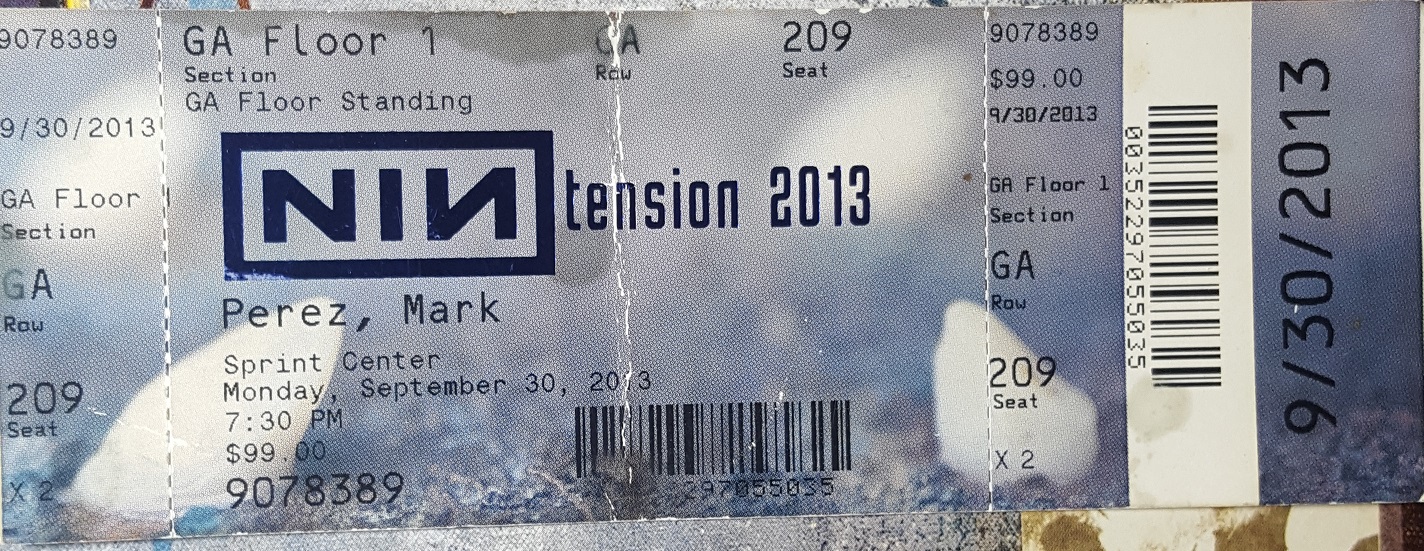 9078389
9/30/2013
GA Floor
Section
GA
Row
209
Seat
X 2
GA Floor 1
Section
GA Floor Standing
GA
Row
209
Seat
NIN
tension 2013
Perez, Mark
Sprint Center
Monday, September 30, 2013
7:30 PM
$99.00
9078389
297055035
9078389
$99.00
9/30/2013
GA Floor 1
Section
GA
Row
209
Seat
X 2
00352297055035
9/30/2013